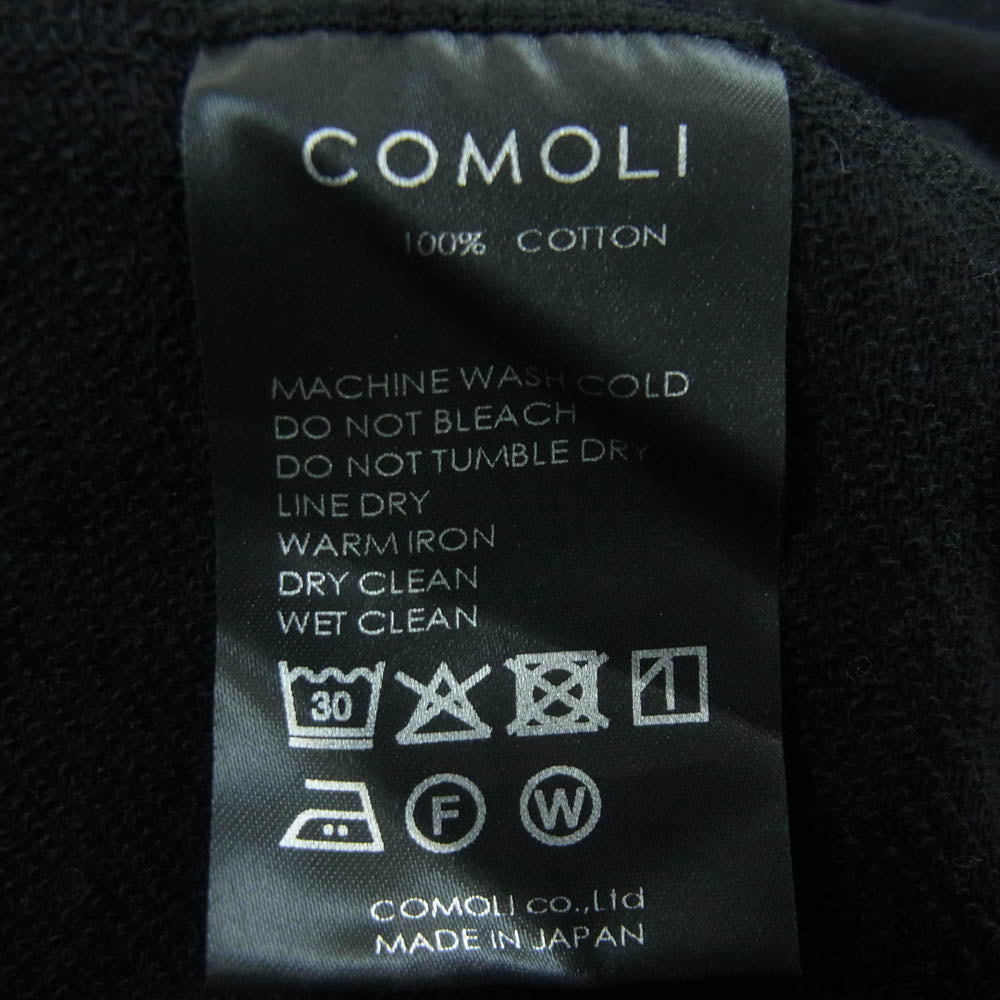 COMOLI
100% COTTON
MACHINE WASH COLD
DO NOT BLEACH
DO NOT TUMBLE DRY
LINE DRY
WARM IRON
DRY CLEAN
WET CLEAN
30
F W
COMOLI co.,Ltd
MADE IN JAPAN